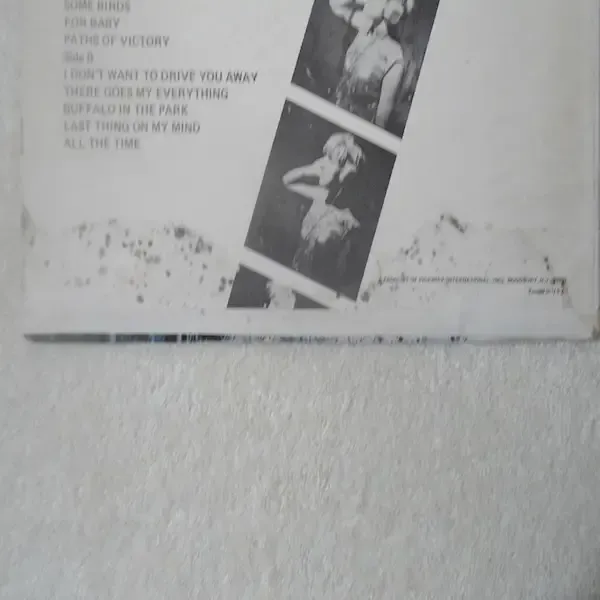 SOME BIRDS
FOR BABY
PATHS OF VICTORY
Side B
I DON'T WANT TO DRIVE YOU AWAY
THERE GOES MY EVERYTHING
BUFFALO IN THE PARK
LAST THING ON MY MIND
ALL THE TIME